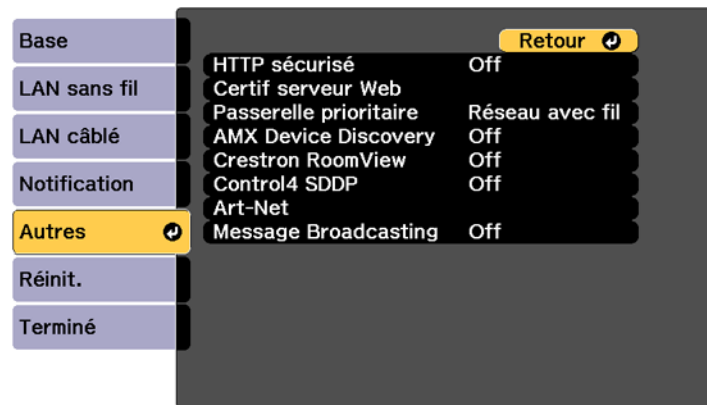 Base
LAN sans fil
LAN câblé
Notification
Autres
Réinit.
Terminé
Retour
HTTP sécurisé Off
Certif serveur Web
Passerelle prioritaire Réseau avec fil
AMX Device Discovery Off
Crestron RoomView Off
Control4 SDDP Off
Art-Net
Message Broadcasting Off